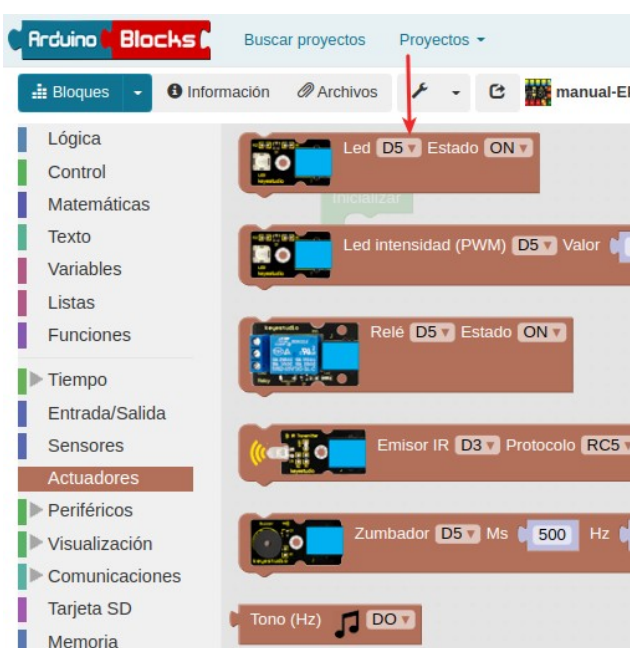 Arduino Blocks
Buscar proyectos Proyectos
Bloques Información Archivos manual-El
Lógica
Control
Matemáticas
Texto
Variables
Listas
Funciones
Tiempo
Entrada/Salida
Sensores
Actuadores
Periféricos
Visualización
Comunicaciones
Tarjeta SD
Memoria
Led D5 Estado ON
Inicializar
Led intensidad (PWM) D5 Valor
Relé D5 Estado ON
Emisor IR D3 Protocolo RC5
Zumbador D5 Ms 500 Hz
Tono (Hz) DO